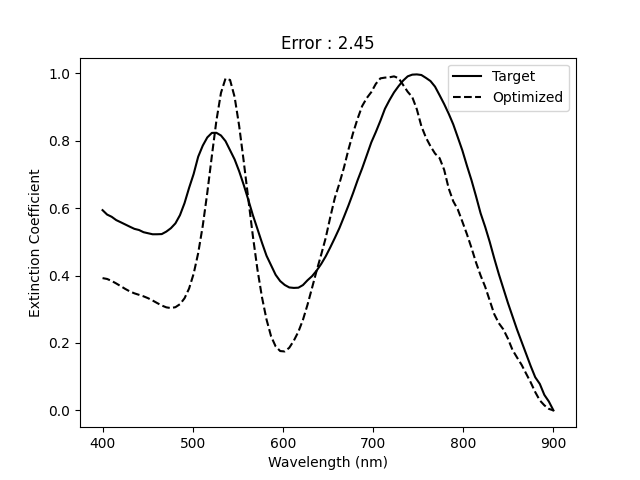 Error : 2.45
Target
Optimized
Extinction Coefficient
1.0
0.8
0.6
0.4
0.2
0.0
400 500 600 700 800 900
Wavelength (nm)